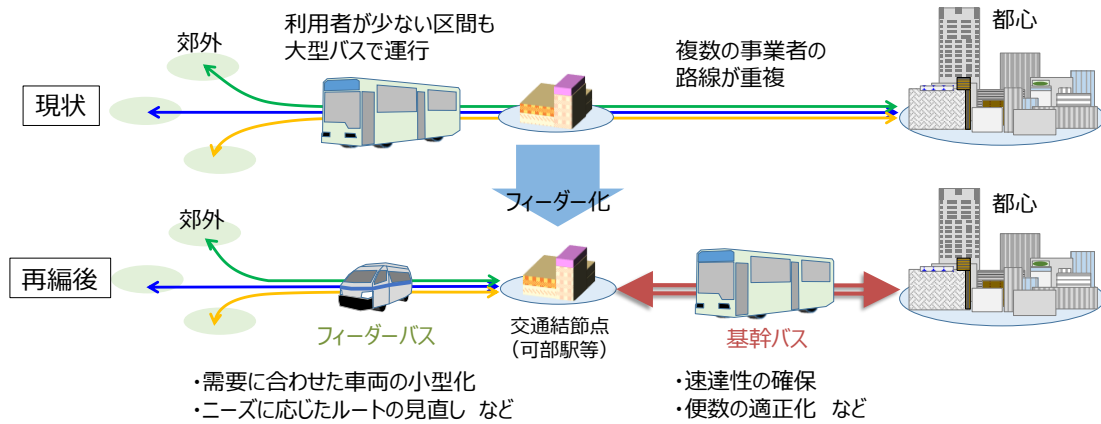 利用者が少ない区間も
大型バスで運行
郊外
複数の事業者の
路線が重複
都心
現状
フィーダー化
郊外
都心
再編後
フィーダーバス
交通結節点
（可部駅等）
基幹バス
・需要に合わせた車両の小型化
・ニーズに応じたルートの見直し など
・速達性の確保
・便数の適正化 など